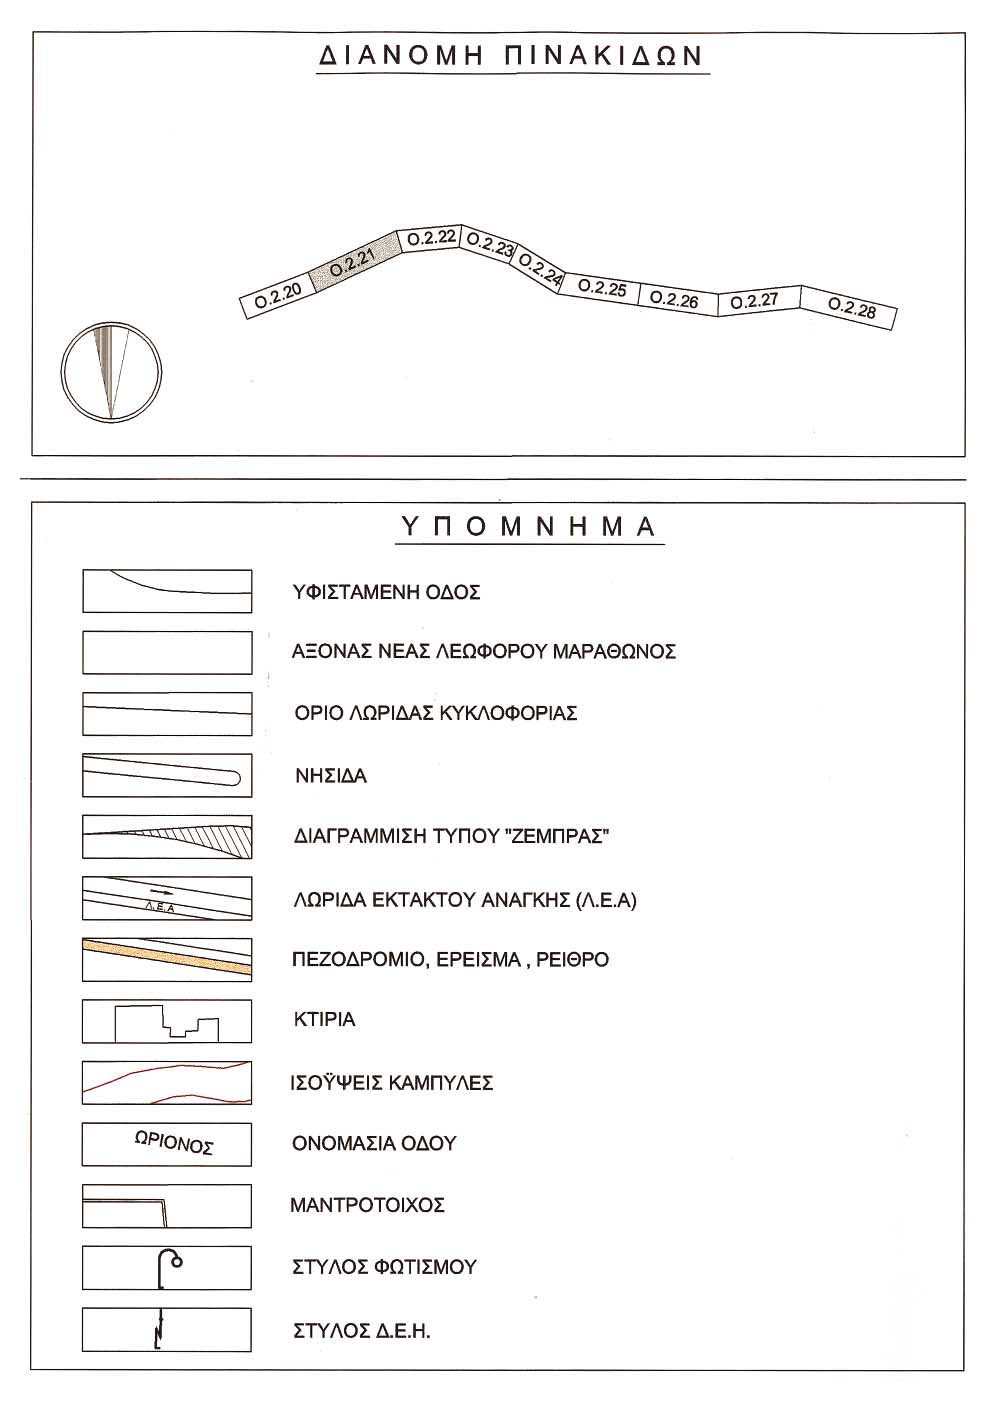 ΔΙΑΝΟΜΗ ΠΙΝΑΚΙΔΩΝ
Ο.2.20
Ο.2.21
Ο.2.22
Ο.2.23
Ο.2.24
Ο.2.25
Ο.2.26
Ο.2.27
Ο.2.28
ΥΠΟΜΝΗΜΑ
ΥΦΙΣΤΑΜΕΝΗ ΟΔΟΣ
ΑΞΟΝΑΣ ΝΕΑΣ ΛΕΩΦΟΡΟΥ ΜΑΡΑΘΩΝΟΣ
ΟΡΙΟ ΛΩΡΙΔΑΣ ΚΥΚΛΟΦΟΡΙΑΣ
ΝΗΣΙΔΑ
ΔΙΑΓΡΑΜΜΙΣΗ ΤΥΠΟΥ "ΖΕΜΠΡΑΣ"
Λ.Ε.Α ΛΩΡΙΔΑ ΕΚΤΑΚΤΟΥ ΑΝΑΓΚΗΣ (Λ.Ε.Α)
ΠΕΖΟΔΡΟΜΙΟ, ΕΡΕΙΣΜΑ , ΡΕΙΘΡΟ
ΚΤΙΡΙΑ
ΙΣΟΫΨΕΙΣ ΚΑΜΠΥΛΕΣ
ΩΡΙΟΝΟΣ ΟΝΟΜΑΣΙΑ ΟΔΟΥ
ΜΑΝΤΡΟΤΟΙΧΟΣ
ΣΤΥΛΟΣ ΦΩΤΙΣΜΟΥ
ΣΤΥΛΟΣ Δ.Ε.Η.